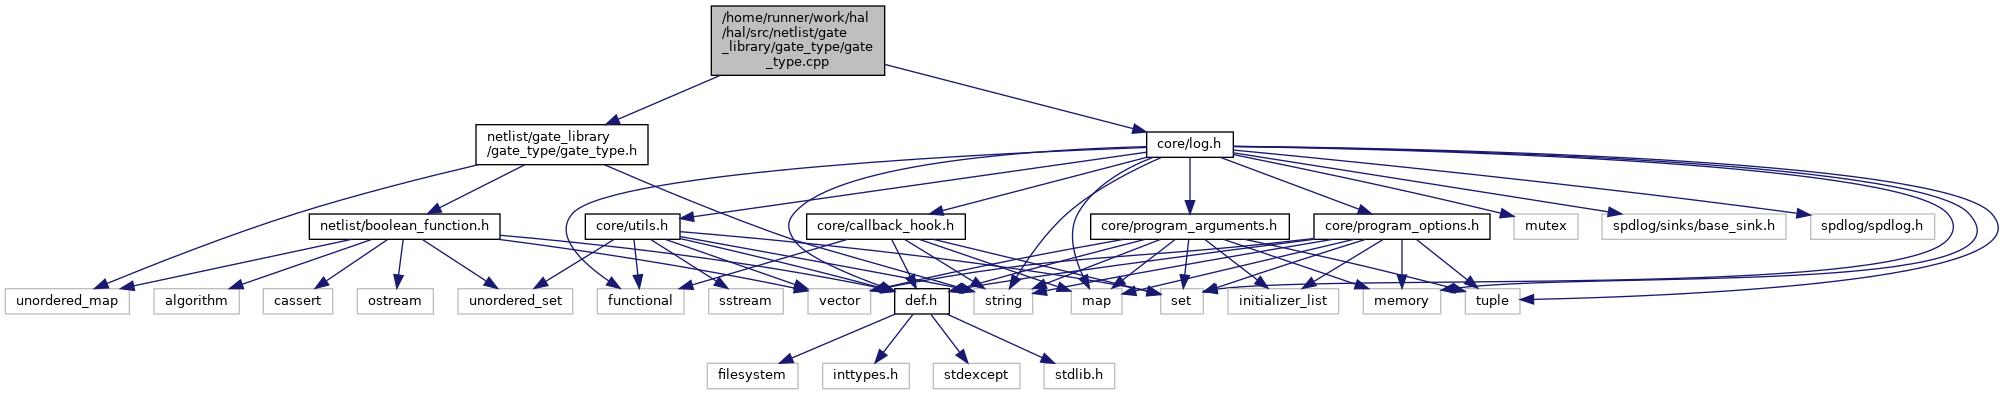 /home/runner/work/hal
/hal/src/netlist/gate
_library/gate_type/gate
_type.cpp
netlist/gate_library
/gate_type/gate_type.h
core/log.h
netlist/boolean_function.h
core/utils.h
core/callback_hook.h
core/program_arguments.h
core/program_options.h
mutex
spdlog/sinks/base_sink.h
spdlog/spdlog.h
unordered_map
algorithm
cassert
ostream
unordered_set
functional
sstream
vector
def.h
string
map
set
initializer_list
memory
tuple
filesystem
inttypes.h
stdexcept
stdlib.h